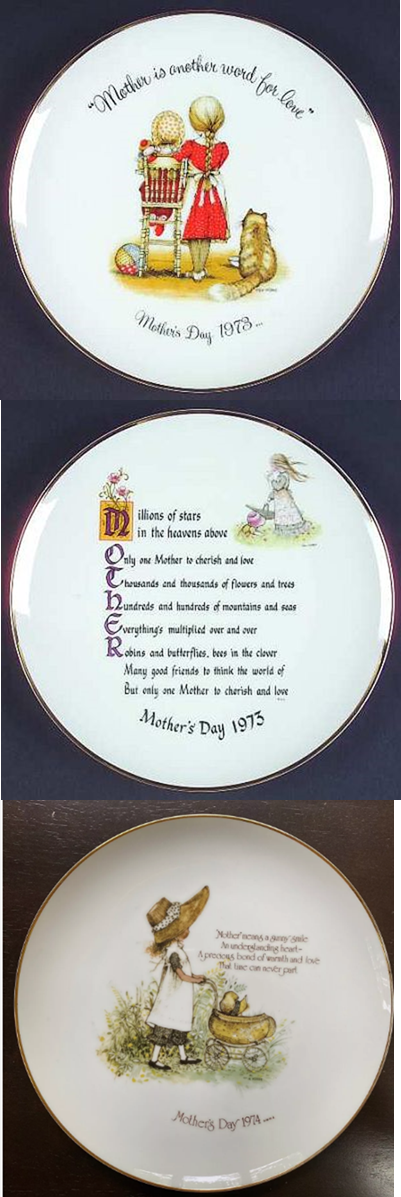 "Mother is another word for love"
Mother's Day 1973...
Millions of stars
in the heavens above
Only one Mother to cherish and love
Thousands and thousands of flowers and trees
Hundreds and hundreds of mountains and seas
Everything's multiplied over and over
Robins and butterflies, bees in the clover
Many good friends to think the world of
But only one Mother to cherish and love
...
Mother's Day 1973
"Mother" means a sunny smile
An understanding heart~
A precious bond of warmth and love
That time can never part
Mother's Day 1974....